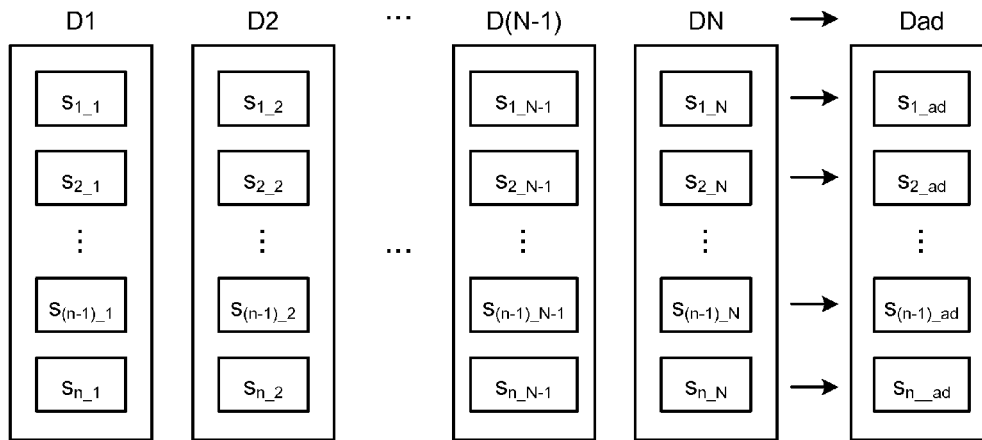 D1 D2 ... D(N-1) DN → Dad
s1_1 s1_2 s1_N-1 s1_N → s1_ad
s2_1 s2_2 s2_N-1 s2_N → s2_ad
⋮ ⋮ ... ⋮ ⋮ ⋮
s(n-1)_1 s(n-1)_2 s(n-1)_N-1 s(n-1)_N → s(n-1)_ad
sn_1 sn_2 sn_N-1 sn_N → sn__ad